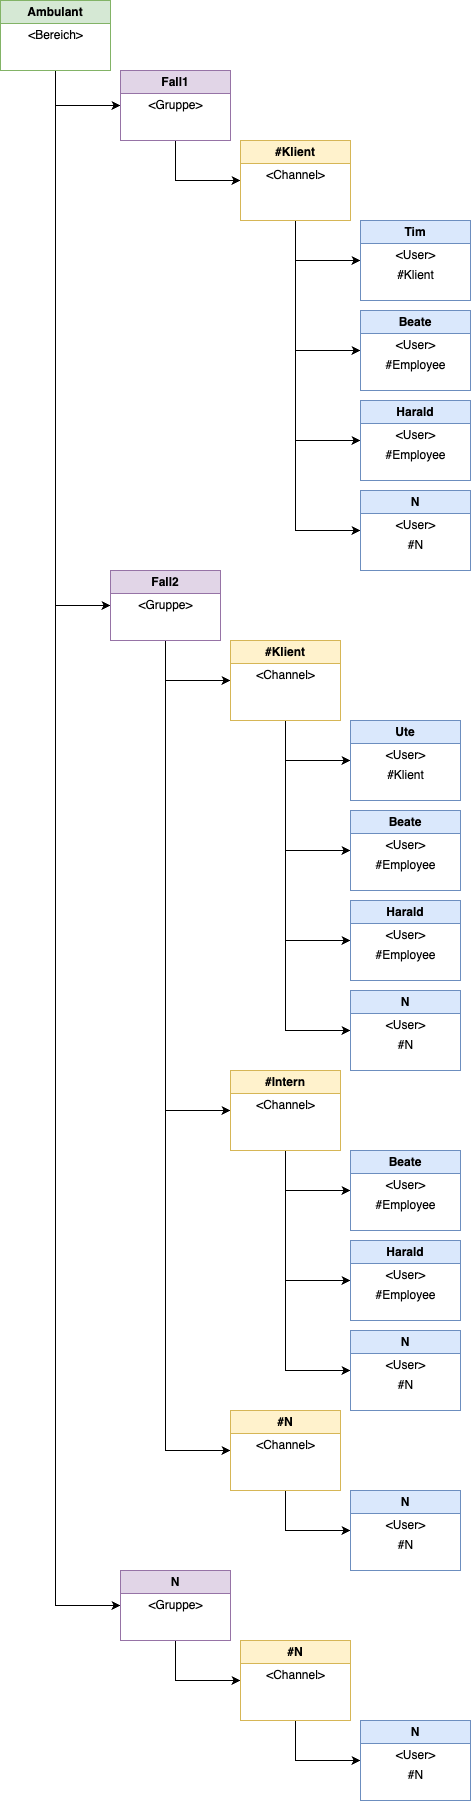 Ambulant
<Bereich>
Fall1
<Gruppe>
#Klient
<Channel>
Tim
<User>
#Klient
Beate
<User>
#Employee
Harald
<User>
#Employee
N
<User>
#N
Fall2
<Gruppe>
#Klient
<Channel>
Ute
<User>
#Klient
Beate
<User>
#Employee
Harald
<User>
#Employee
N
<User>
#N
#Intern
<Channel>
Beate
<User>
#Employee
Harald
<User>
#Employee
N
<User>
#N
#N
<Channel>
N
<User>
#N
N
<Gruppe>
#N
<Channel>
N
<User>
#N